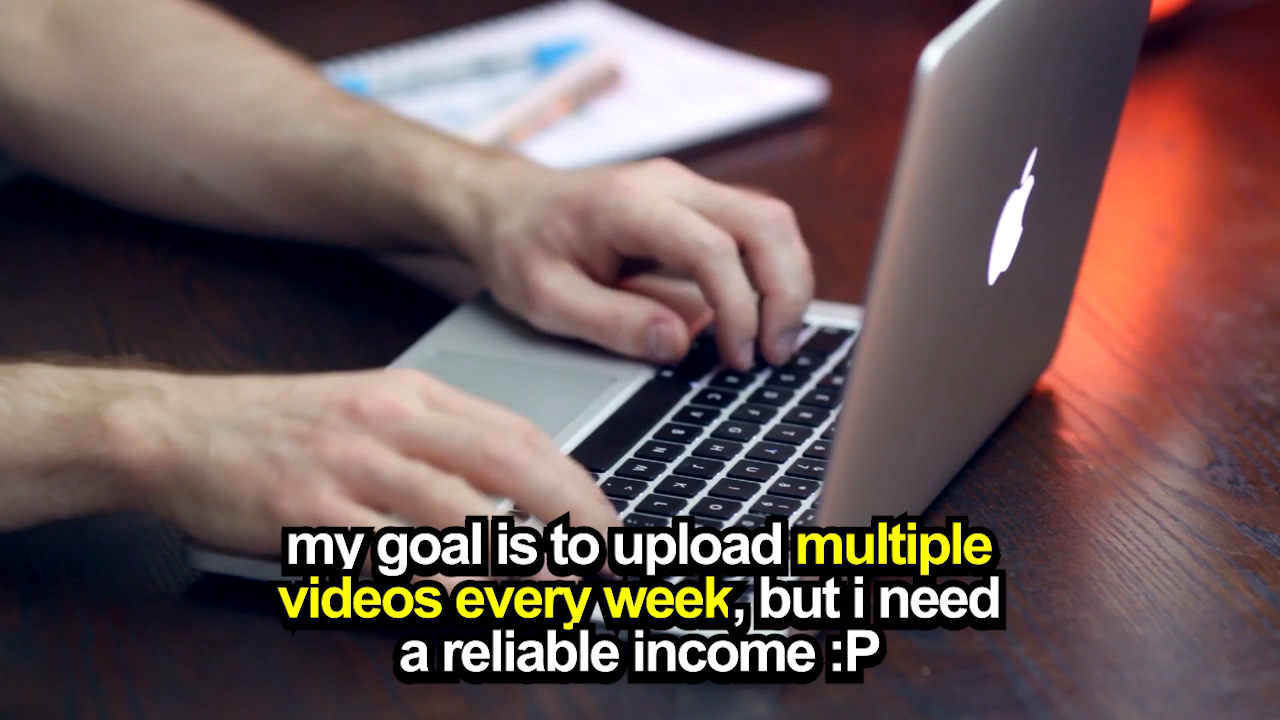 my goal is to upload multiple
videos every week, but i need
a reliable income :P